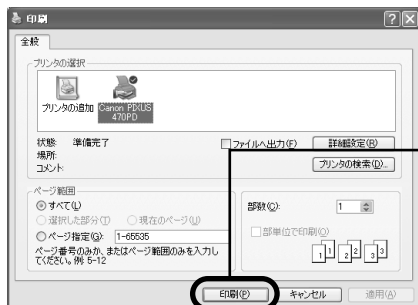 印刷
全般
プリンタの選択
プリンタの追加
Canon PIXUS
470PD
状態: 準備完了
場所:
コメント:
ファイルへ出力(F)
詳細設定(R)
プリンタの検索(D)...
ページ範囲
すべて(L)
選択した部分(T)
現在のページ(U)
ページ指定(G): 1-65535
ページ番号のみか、またはページ範囲のみを入力し
てください。例: 5-12
部数(C): 1
部単位で印刷(O)
1 1 2 2 3 3
印刷(P)
キャンセル
適用(A)